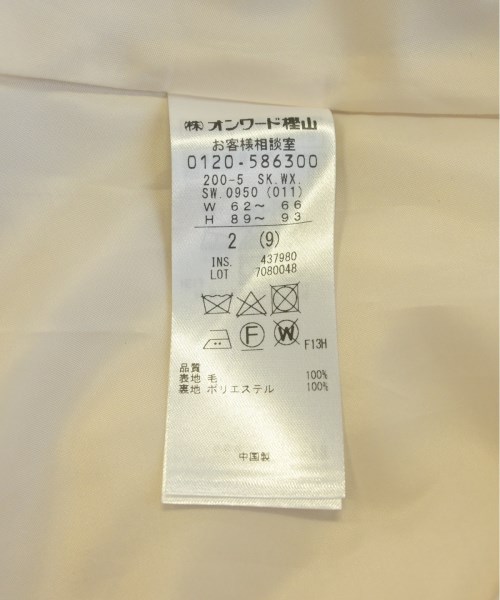 ㈱ オンワード樫山
お客様相談室
0120-586300
200-5 SK.WX.
SW.0950 (011)
W 62〜 66
H 89〜 93
2 (9)
INS. 437980
LOT 7080048
F W F13H
品質
表地 毛 100%
裏地 ポリエステル 100%
中国製